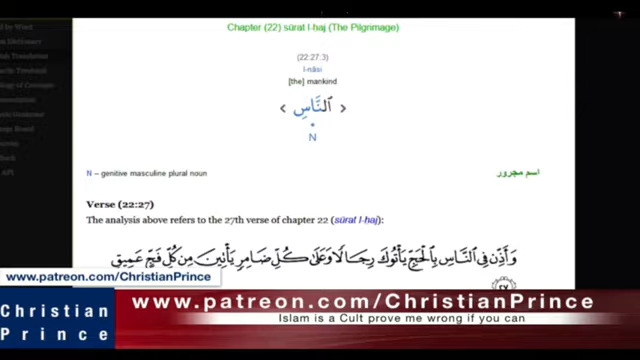 Chapter (22) sūrat l-ḥaj (The Pilgrimage)
(22:27:3)
l-nāsi
[the] mankind
ٱلنَّاسِ
N
N – genitive masculine plural noun
اسم مجرور
Verse (22:27)
The analysis above refers to the 27th verse of chapter 22 (sūrat l-ḥaj):
وَأَذِّن فِي ٱلنَّاسِ بِٱلْحَجِّ يَأْتُوكَ رِجَالًا وَعَلَىٰ كُلِّ ضَامِرٍ يَأْتِينَ مِن كُلِّ فَجٍّ عَمِيقٍ
www.patreon.com/ChristianPrince
Christian Prince
www.patreon.com/ChristianPrince
Islam is a Cult prove me wrong if you can